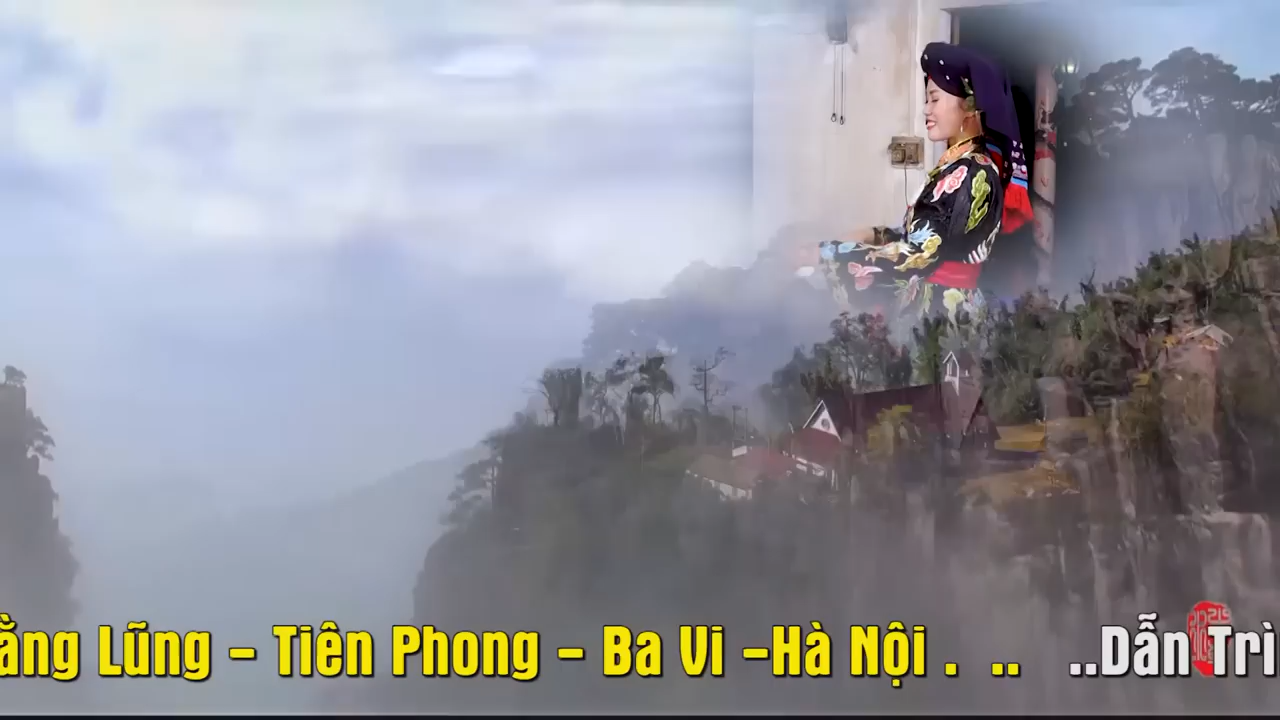 ằng Lũng - Tiên Phong - Ba Vi -Hà Nội . .. ..Dẫn Trì